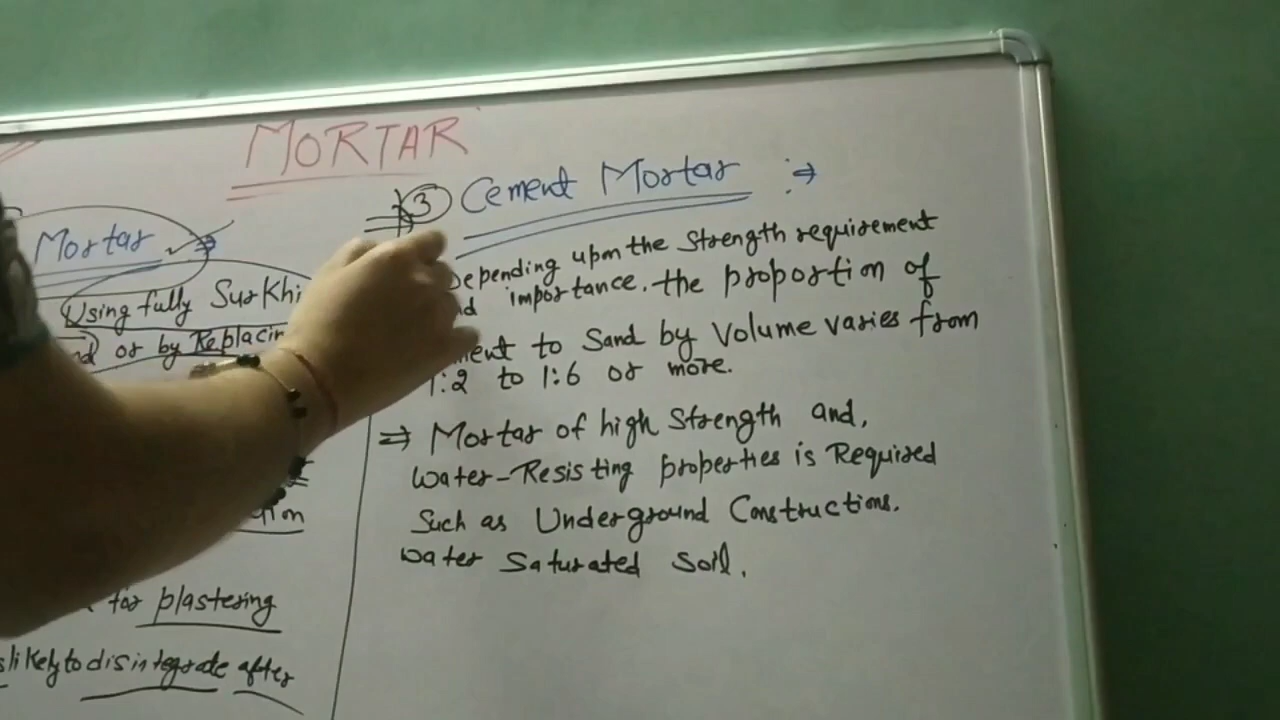 MORTAR
Mortar
Using fully Surkhi
or by Replacin
for plastering
likely to disintegrate after
③ Cement Mortar :⇒
Depending upon the Strength requirement
importance. the proportion of
to Sand by Volume varies from
1:2 to 1:6 or more.
⇒ Mortar of high Strength and,
Water-Resisting properties is Required
Such as Underground Constructions.
Water Saturated Soil.